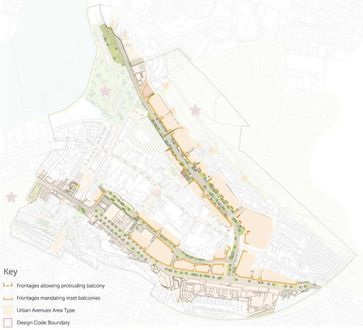 Key
Frontages allowing protruding balcony
Frontages mandating inset balconies
Urban Avenues Area Type
Design Code Boundary